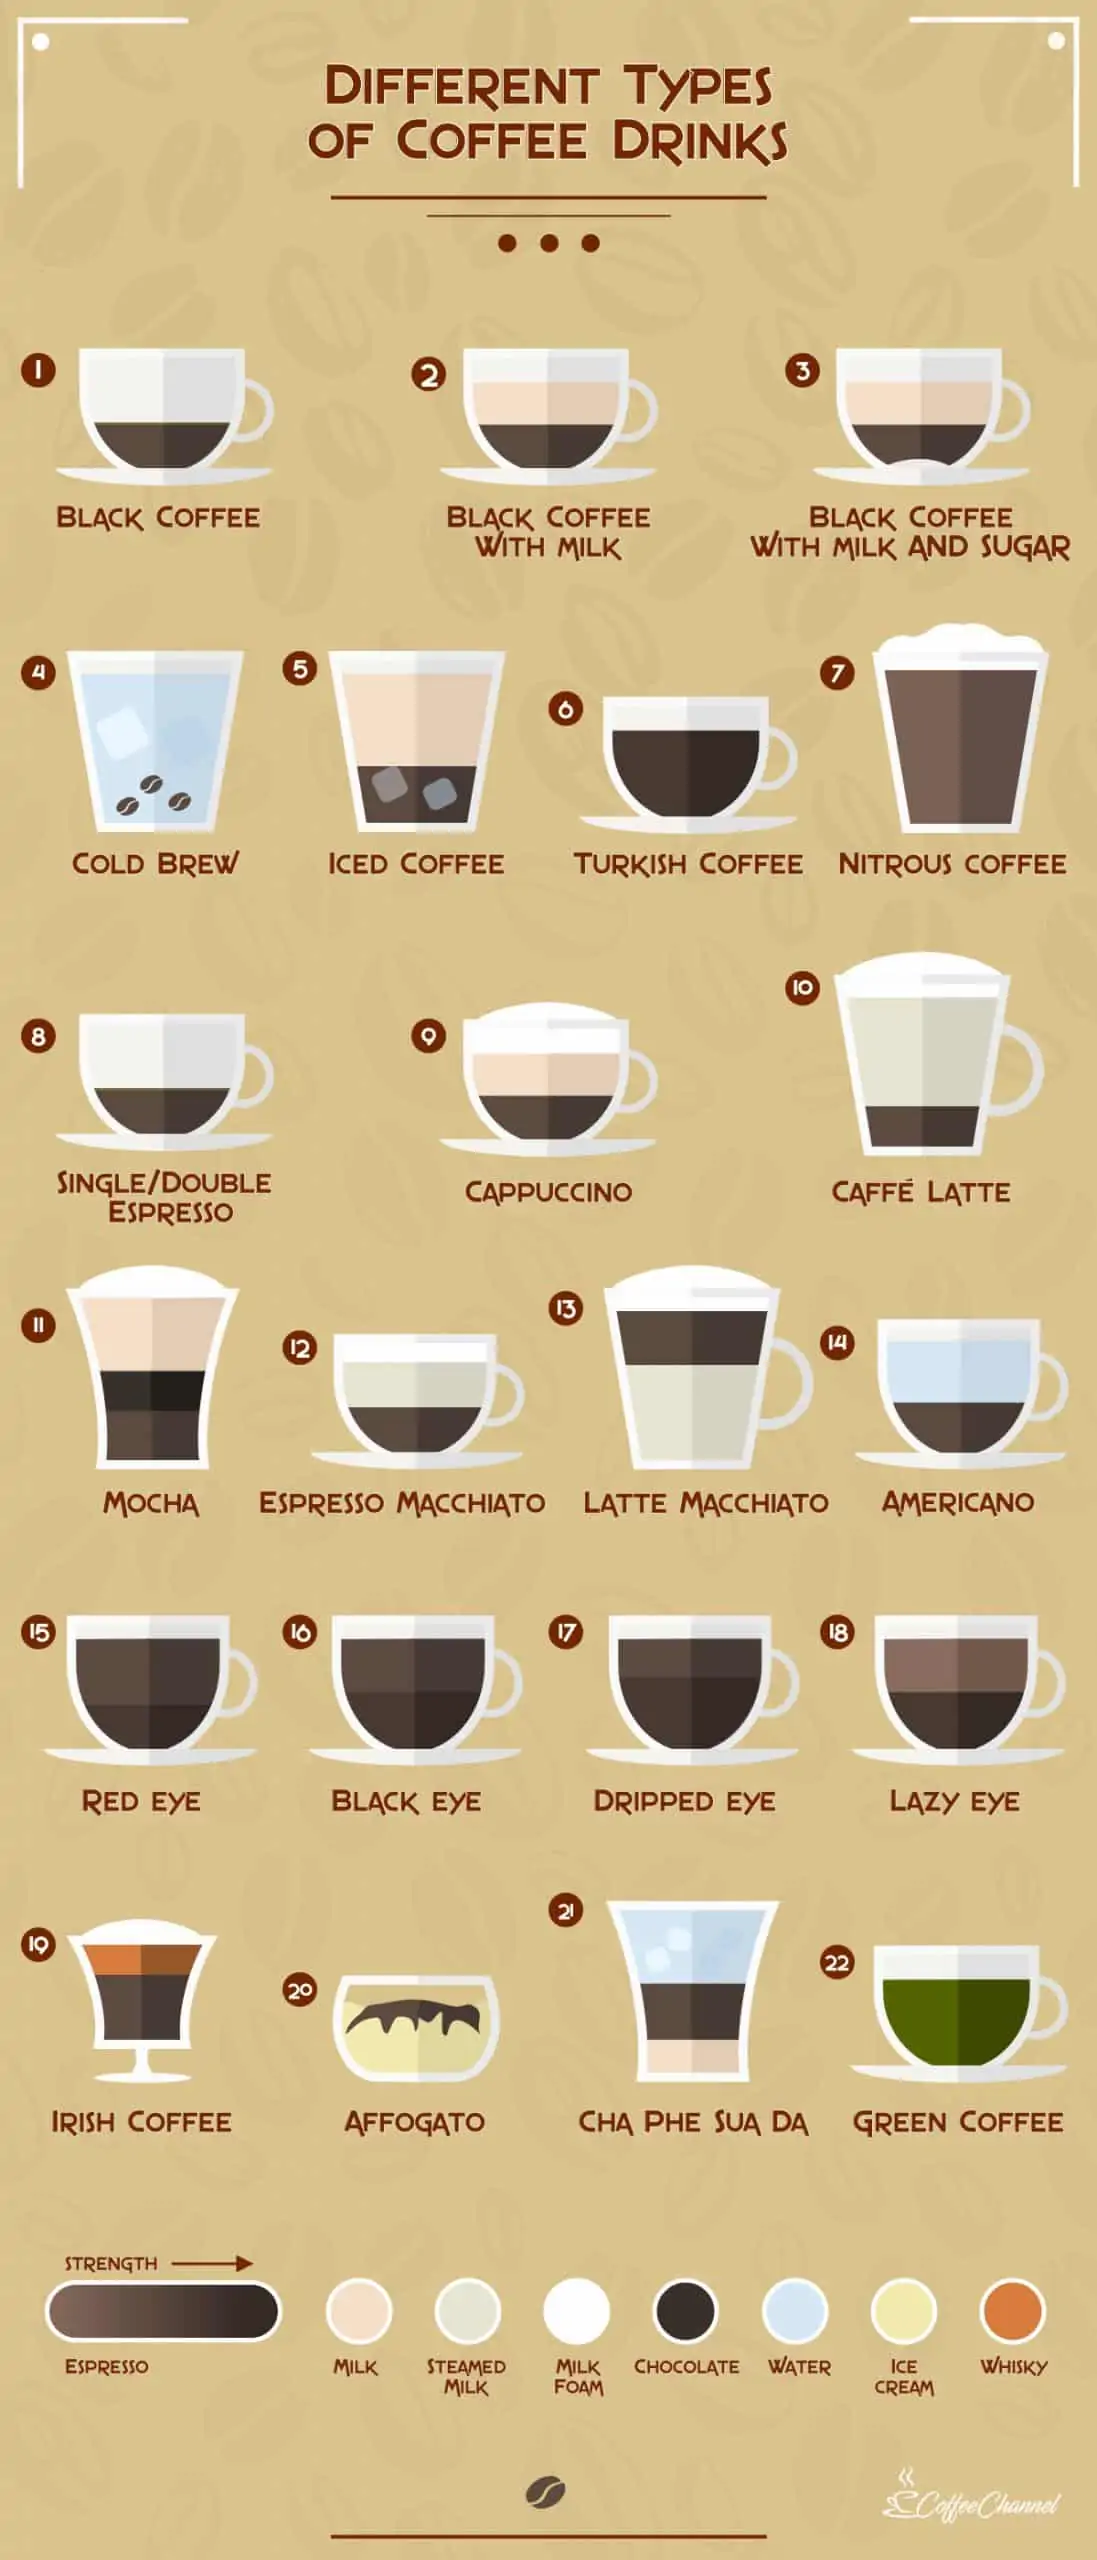 Different Types
of Coffee Drinks
1
Black Coffee
2
Black Coffee
with milk
3
Black Coffee
with milk and sugar
4
Cold Brew
5
Iced Coffee
6
Turkish Coffee
7
Nitrous coffee
8
Single/Double
Espresso
9
Cappuccino
10
Caffé Latte
11
Mocha
12
Espresso Macchiato
13
Latte Macchiato
14
Americano
15
Red eye
16
Black eye
17
Dripped eye
18
Lazy eye
19
Irish Coffee
20
Affogato
21
Cha Phe Sua Da
22
Green Coffee
Strength
Espresso
Milk
Steamed
Milk
Milk
Foam
Chocolate
Water
Ice
cream
Whisky
CoffeeChannel